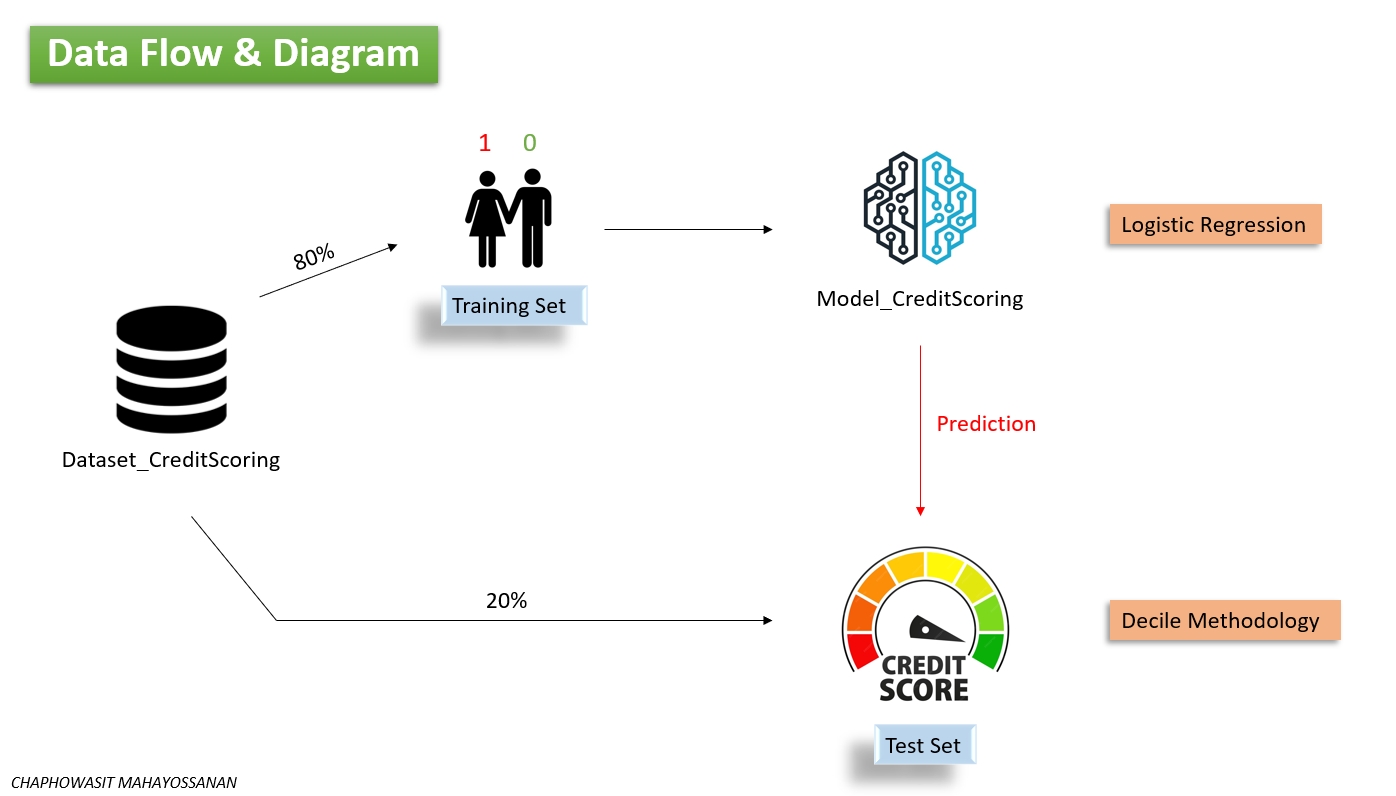 Data Flow & Diagram
1 0
80%
Training Set
Model_CreditScoring
Logistic Regression
Dataset_CreditScoring
Prediction
20%
CREDIT
SCORE
Decile Methodology
Test Set
CHAPHOWASIT MAHAYOSSANAN